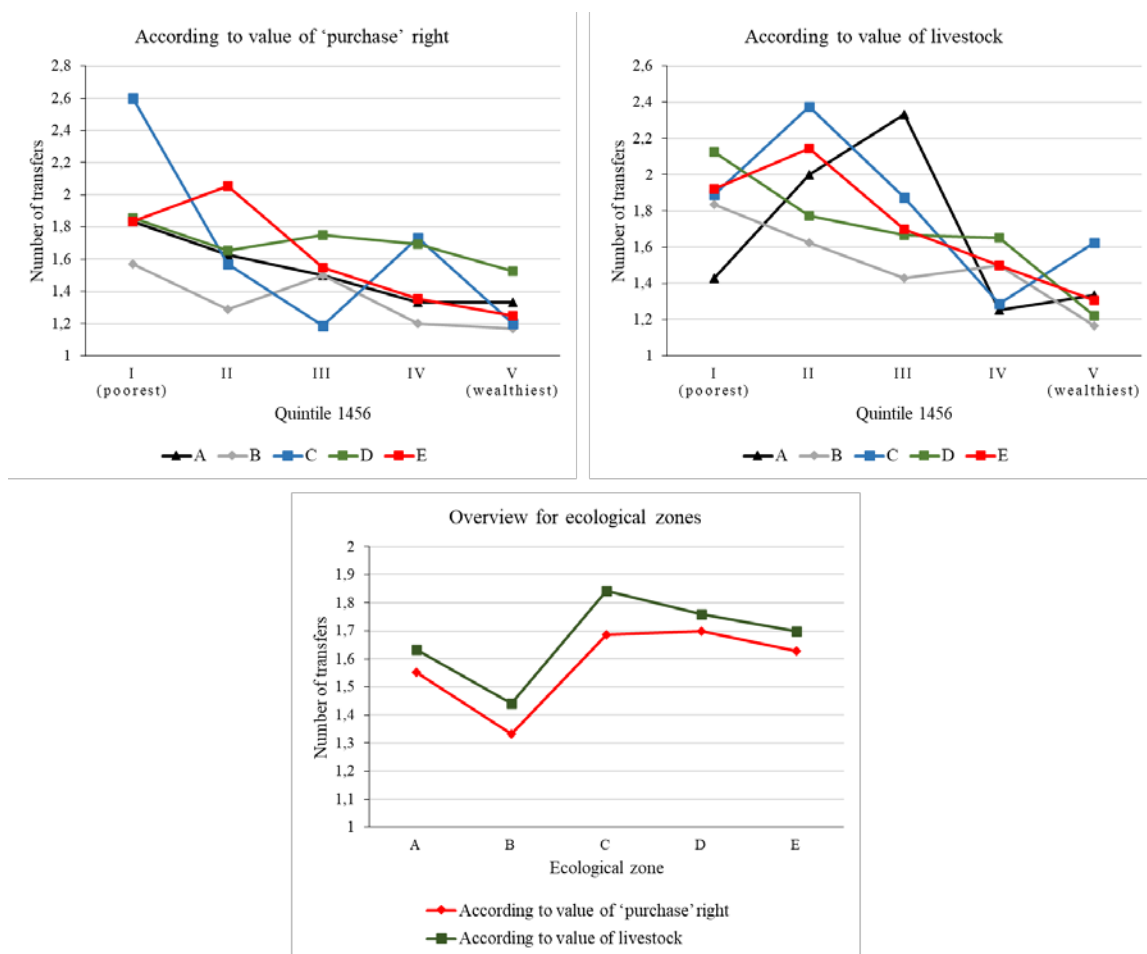 According to value of ‘purchase’ right
Number of transfers
2,8
2,6
2,4
2,2
2
1,8
1,6
1,4
1,2
1
I II III IV V
(poorest) (wealthiest)
Quintile 1456
A B C D E
According to value of livestock
Number of transfers
2,6
2,4
2,2
2
1,8
1,6
1,4
1,2
1
I II III IV V
(poorest) (wealthiest)
Quintile 1456
A B C D E
Overview for ecological zones
Number of transfers
2
1,9
1,8
1,7
1,6
1,5
1,4
1,3
1,2
1,1
1
A B C D E
Ecological zone
According to value of ‘purchase’ right
According to value of livestock